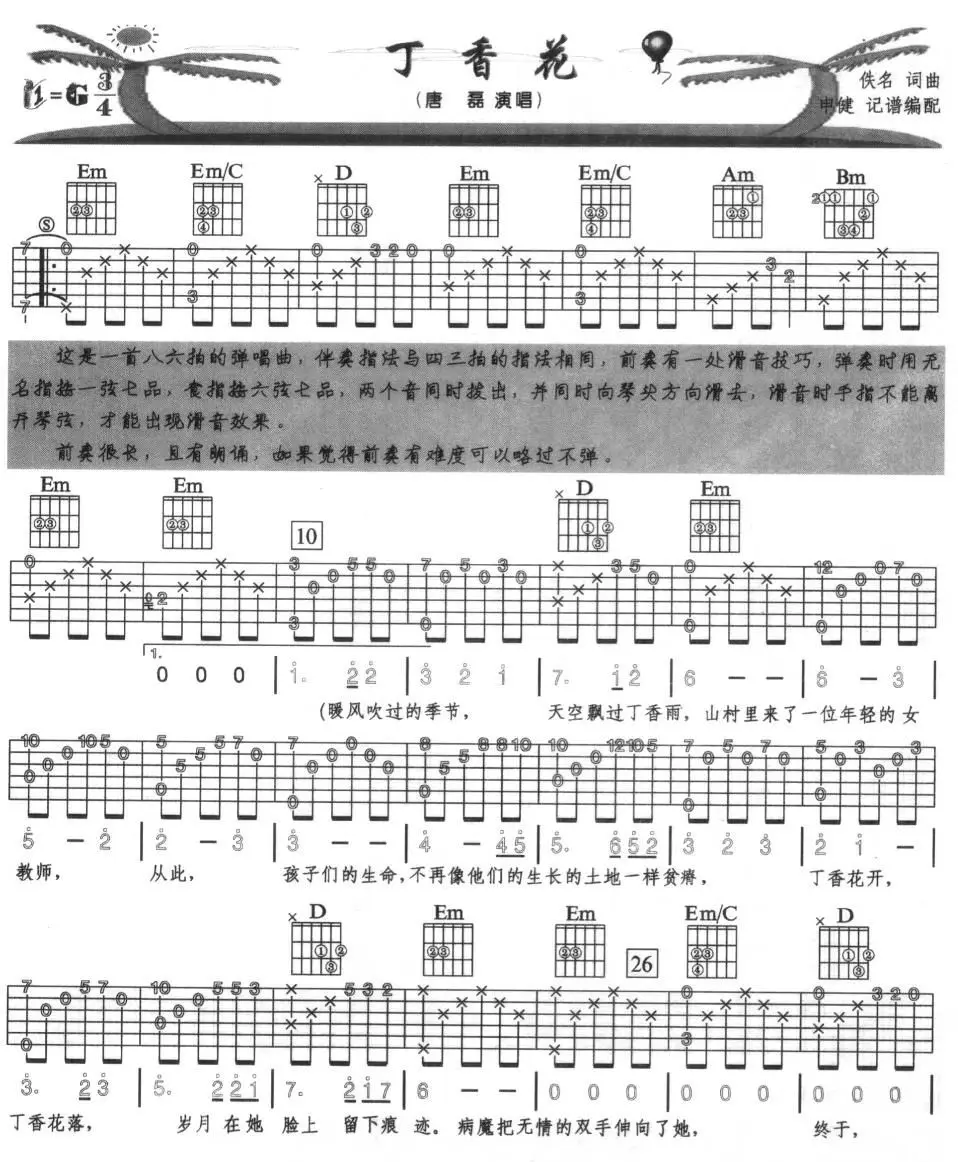 丁香花
1=G 3/4
(唐 磊 演唱)
佚名 词曲
申健 记谱编配
Em Em/C D Em Em/C Am Bm
这是一首八六拍的弹唱曲，伴奏指法与四三拍的指法相同，前奏有一处滑音技巧，弹奏时用无
名指按一弦七品，食指按六弦七品，两个音同时拨出，并同时向琴头方向滑去，滑音时手指不能离
开琴弦，才能出现滑音效果。
前奏很长，且有朗诵，如果觉得前奏有难度可以略过不弹。
Em Em 10 D Em
1.
0 0 0 | 1. 2 2 | 3 2 1 | 7. 1 2 | 6 — — | 6 — 3
(暖风吹过的季节， 天空飘过丁香雨，山村里来了一位年轻的 女
5 — 2 | 2 — 3 | 3 — — | 4 — 4 5 | 5. 6 5 2 | 3 2 3 | 2 1 —
教师， 从此， 孩子们的生命,不再像他们的生长的土地一样贫瘠， 丁香花开，
D Em Em 26 Em/C D
3. 2 3 | 5. 2 2 1 | 7. 2 1 7 | 6 — — | 0 0 0 | 0 0 0 | 0 0 0
丁香花落， 岁月 在她 脸上 留下痕 迹。病魔把无情的双手伸向了她， 终于，